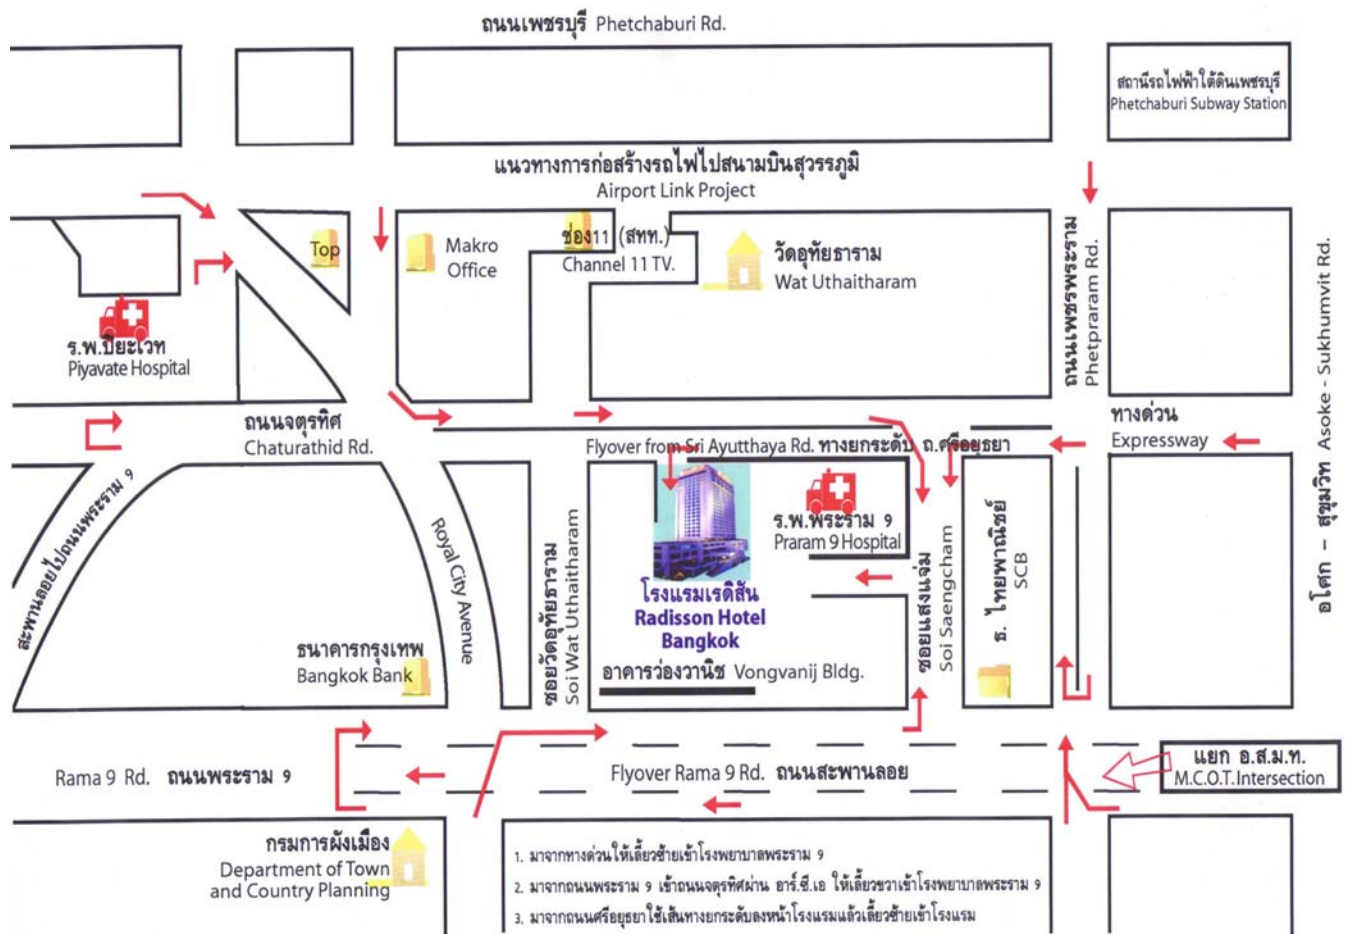 ถนนเพชรบุรี Phetchaburi Rd.
สถานีรถไฟฟ้าใต้ดินเพชรบุรี
Phetchaburi Subway Station
แนวทางการก่อสร้างรถไฟไปสนามบินสุวรรภูมิ
Airport Link Project
Top
Makro
Office
ช่อง11 (สทท.)
Channel 11 TV.
วัดอุทัยธาราม
Wat Uthaitharam
ถนนเพชรพระราม
Phetpraram Rd.
อโศก - สุขุมวิท Asoke - Sukhumvit Rd.
ร.พ.ปิยะเวท
Piyavate Hospital
ถนนจตุรทิศ
Chaturathid Rd.
ทางด่วน
Expressway
Flyover from Sri Ayutthaya Rd. ทางยกระดับ ถ.ศรีอยุธยา
สะพานลอยไปถนนพระราม 9
Royal City Avenue
ซอยวัดอุทัยธาราม
Soi Wat Uthaitharam
ร.พ.พระราม 9
Praram 9 Hospital
โรงแรมเรดิสัน
Radisson Hotel
Bangkok
ซอยแสงแจ่ม
Soi Saengcham
ธ. ไทยพาณิชย์
SCB
ธนาคารกรุงเทพ
Bangkok Bank
อาคารว่องวานิช Vongvanij Bldg.
Rama 9 Rd. ถนนพระราม 9
Flyover Rama 9 Rd. ถนนสะพานลอย
แยก อ.ส.ม.ท.
M.C.O.T. Intersection
กรมการผังเมือง
Department of Town
and Country Planning
1. มาจากทางด่วนให้เลี้ยวซ้ายเข้าโรงพยาบาลพระราม 9
2. มาจากถนนพระราม 9 เข้าถนนจตุรทิศผ่าน อาร์.ซี.เอ ให้เลี้ยวขวาเข้าโรงพยาบาลพระราม 9
3. มาจากถนนศรีอยุธยาใช้เส้นทางยกระดับลงหน้าโรงแรมแล้วเลี้ยวซ้ายเข้าโรงแรม